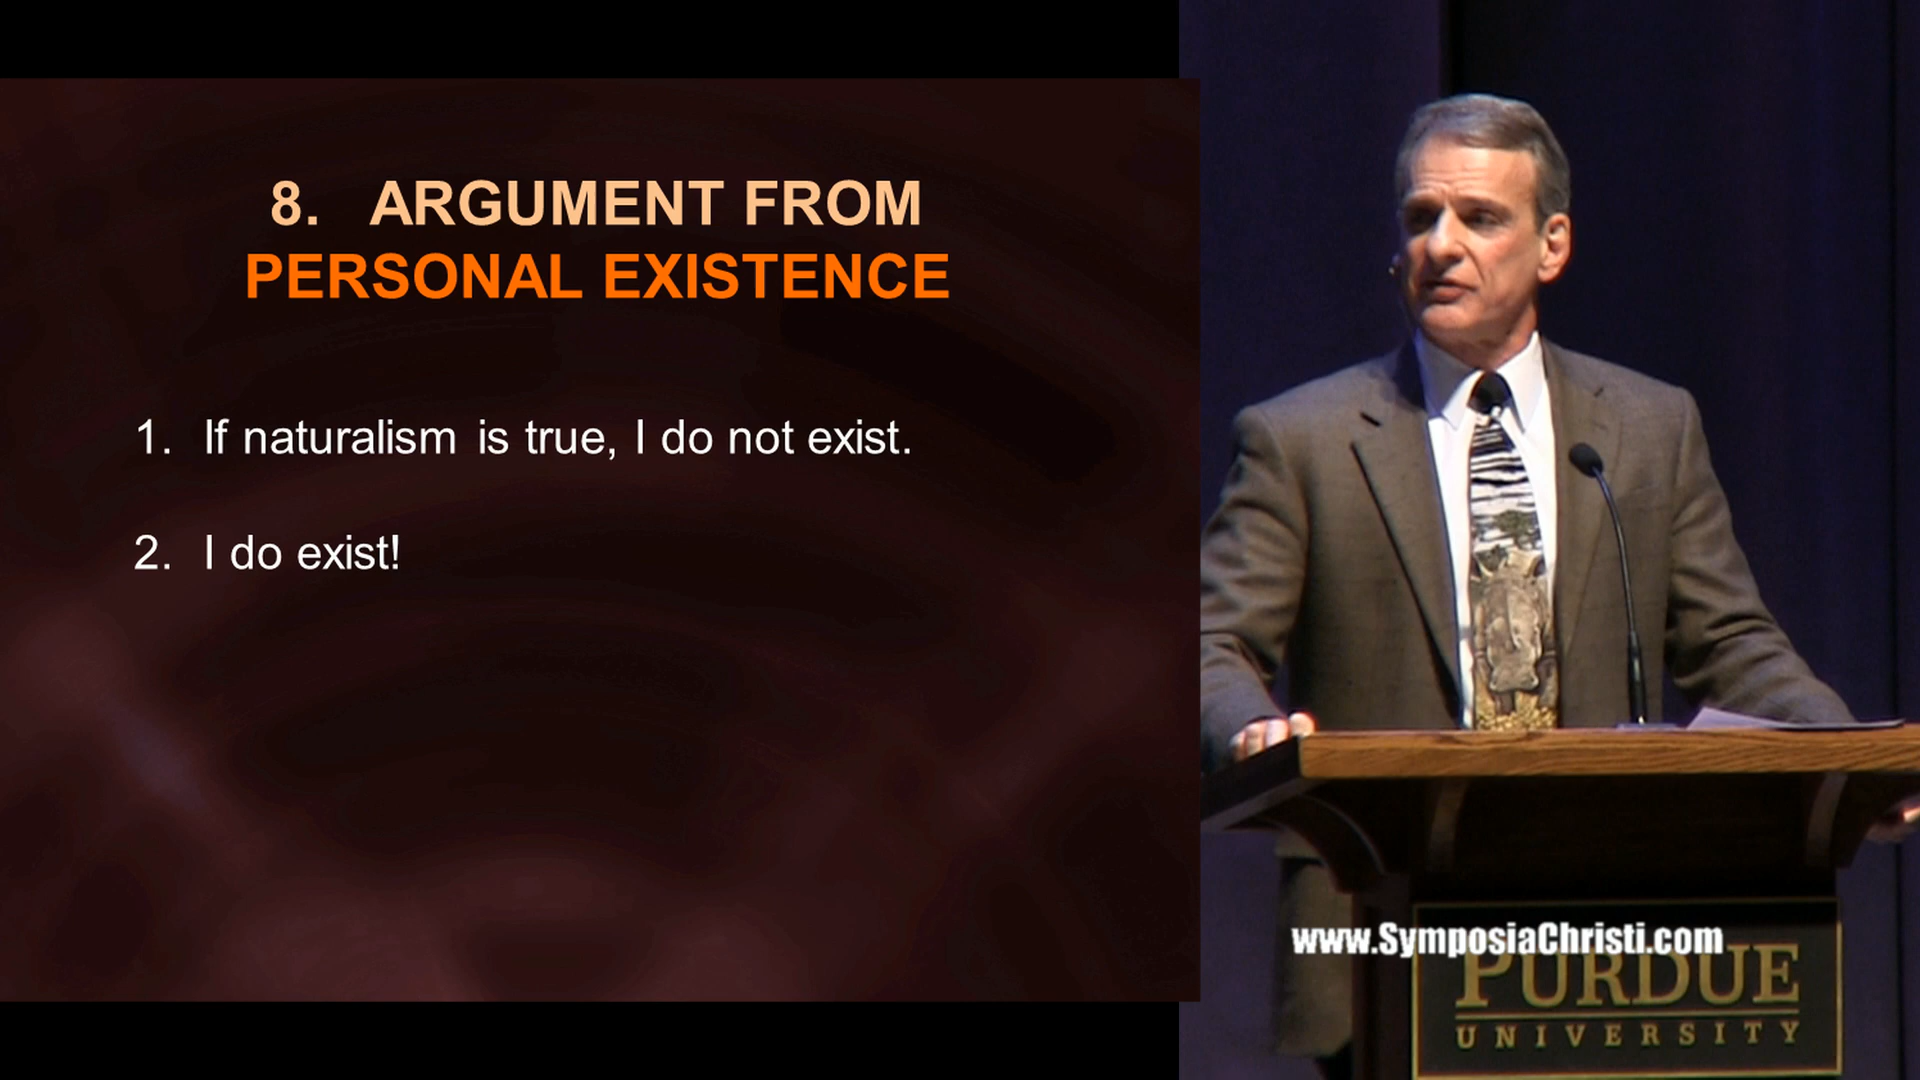 8. ARGUMENT FROM
PERSONAL EXISTENCE
1. If naturalism is true, I do not exist.
2. I do exist!
www.SymposiaChristi.com
PURDUE
UNIVERSITY